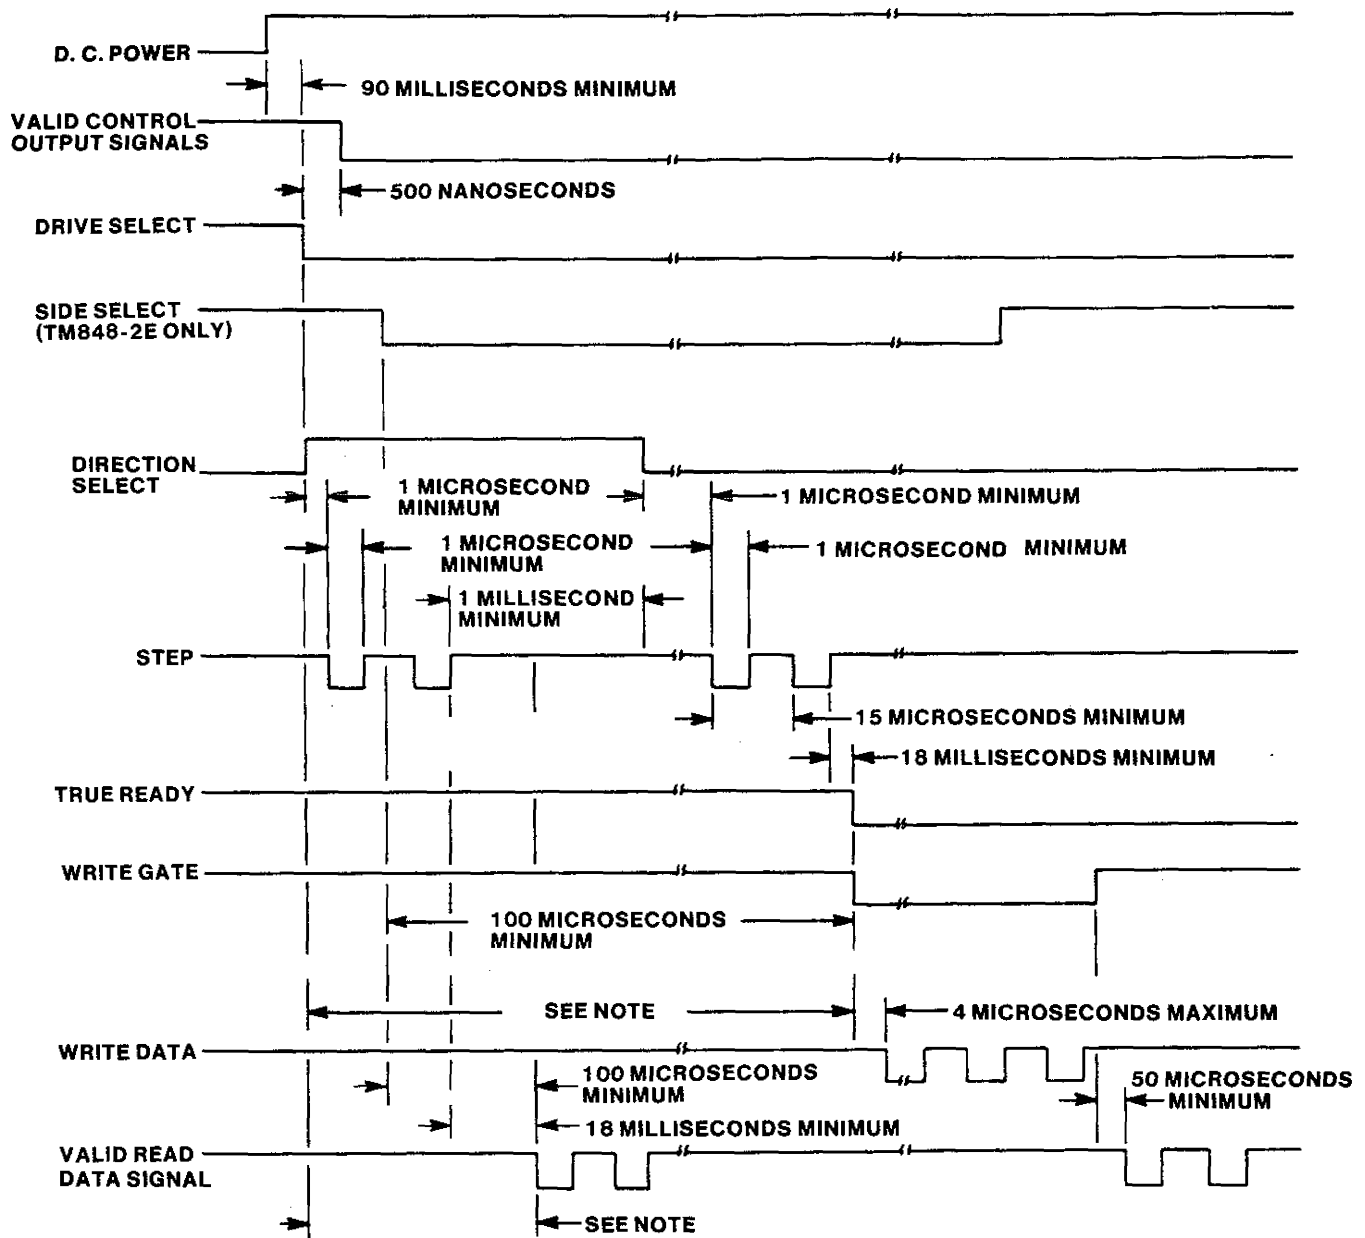 D. C. POWER
90 MILLISECONDS MINIMUM
VALID CONTROL
OUTPUT SIGNALS
500 NANOSECONDS
DRIVE SELECT
SIDE SELECT
(TM848-2E ONLY)
DIRECTION
SELECT
1 MICROSECOND
MINIMUM
1 MICROSECOND MINIMUM
1 MICROSECOND
MINIMUM
1 MICROSECOND MINIMUM
1 MILLISECOND
MINIMUM
STEP
15 MICROSECONDS MINIMUM
18 MILLISECONDS MINIMUM
TRUE READY
WRITE GATE
100 MICROSECONDS
MINIMUM
SEE NOTE
4 MICROSECONDS MAXIMUM
WRITE DATA
100 MICROSECONDS
MINIMUM
50 MICROSECONDS
MINIMUM
18 MILLISECONDS MINIMUM
VALID READ
DATA SIGNAL
SEE NOTE